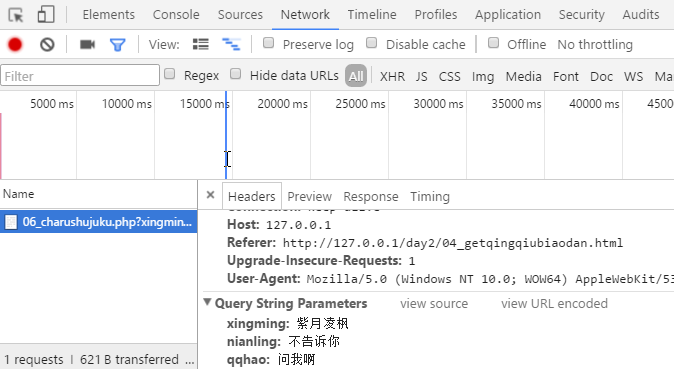 Elements Console Sources Network Timeline Profiles Application Security Audits
View: Preserve log Disable cache Offline No throttling
Filter Regex Hide data URLs All XHR JS CSS Img Media Font Doc WS Ma
5000 ms 10000 ms 15000 ms 20000 ms 25000 ms 30000 ms 35000 ms 40000 ms 4500
Name × Headers Preview Response Timing
06_charushujuku.php?xingmin...
Host: 127.0.0.1
Referer: http://127.0.0.1/day2/04_getqingqiubiaodan.html
Upgrade-Insecure-Requests: 1
User-Agent: Mozilla/5.0 (Windows NT 10.0; WOW64) AppleWebKit/53
Query String Parameters view source view URL encoded
xingming: 紫月凌枫
nianling: 不告诉你
qqhao: 问我啊
1 requests | 621 B transferred ...